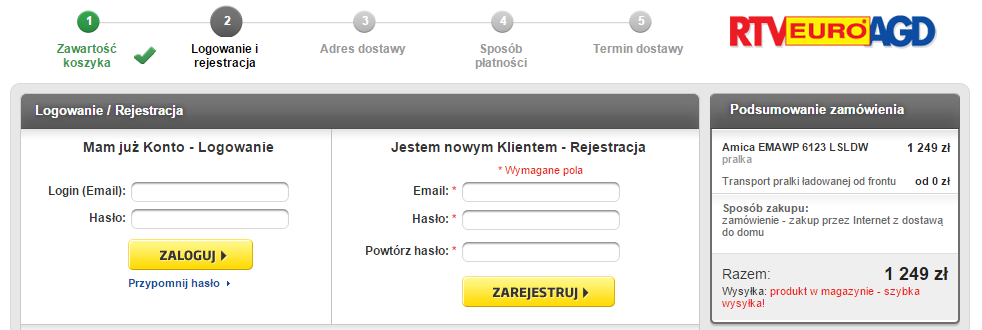 1
2
3
4
5
Zawartość
koszyka
Logowanie i
rejestracja
Adres dostawy
Sposób
płatności
Termin dostawy
RTV EURO AGD
Logowanie / Rejestracja
Mam już Konto - Logowanie
Login (Email):
Hasło:
ZALOGUJ
Przypomnij hasło
Jestem nowym Klientem - Rejestracja
* Wymagane pola
Email: *
Hasło: *
Powtórz hasło: *
ZAREJESTRUJ
Podsumowanie zamówienia
Amica EMAWP 6123 LSLDW 1 249 zł
pralka
Transport pralki ładowanej od frontu od 0 zł
Sposób zakupu:
zamówienie - zakup przez Internet z dostawą
do domu
Razem: 1 249 zł
Wysyłka: produkt w magazynie - szybka
wysyłka!